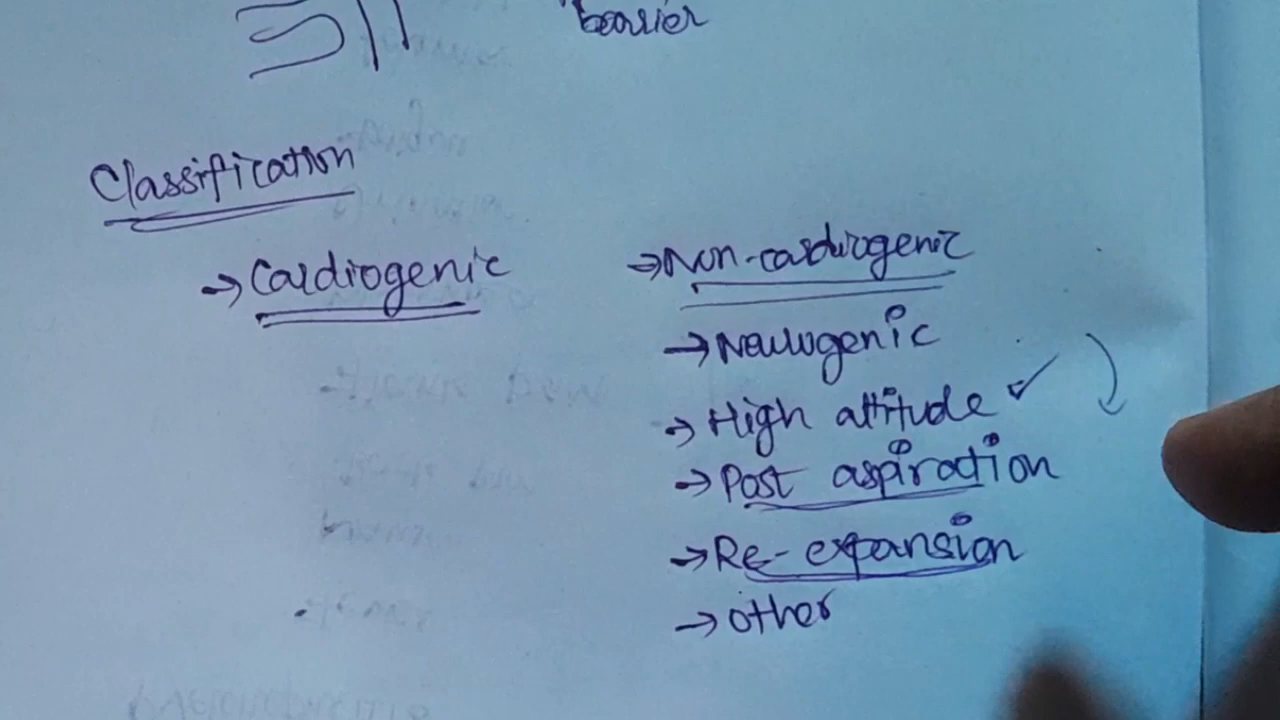 barrier
Classification
→ Cardiogenic
→ Non-cardiogenic
→ Neurogenic
→ High altitude ✓
→ Post aspiration
→ Re-expansion
→ other